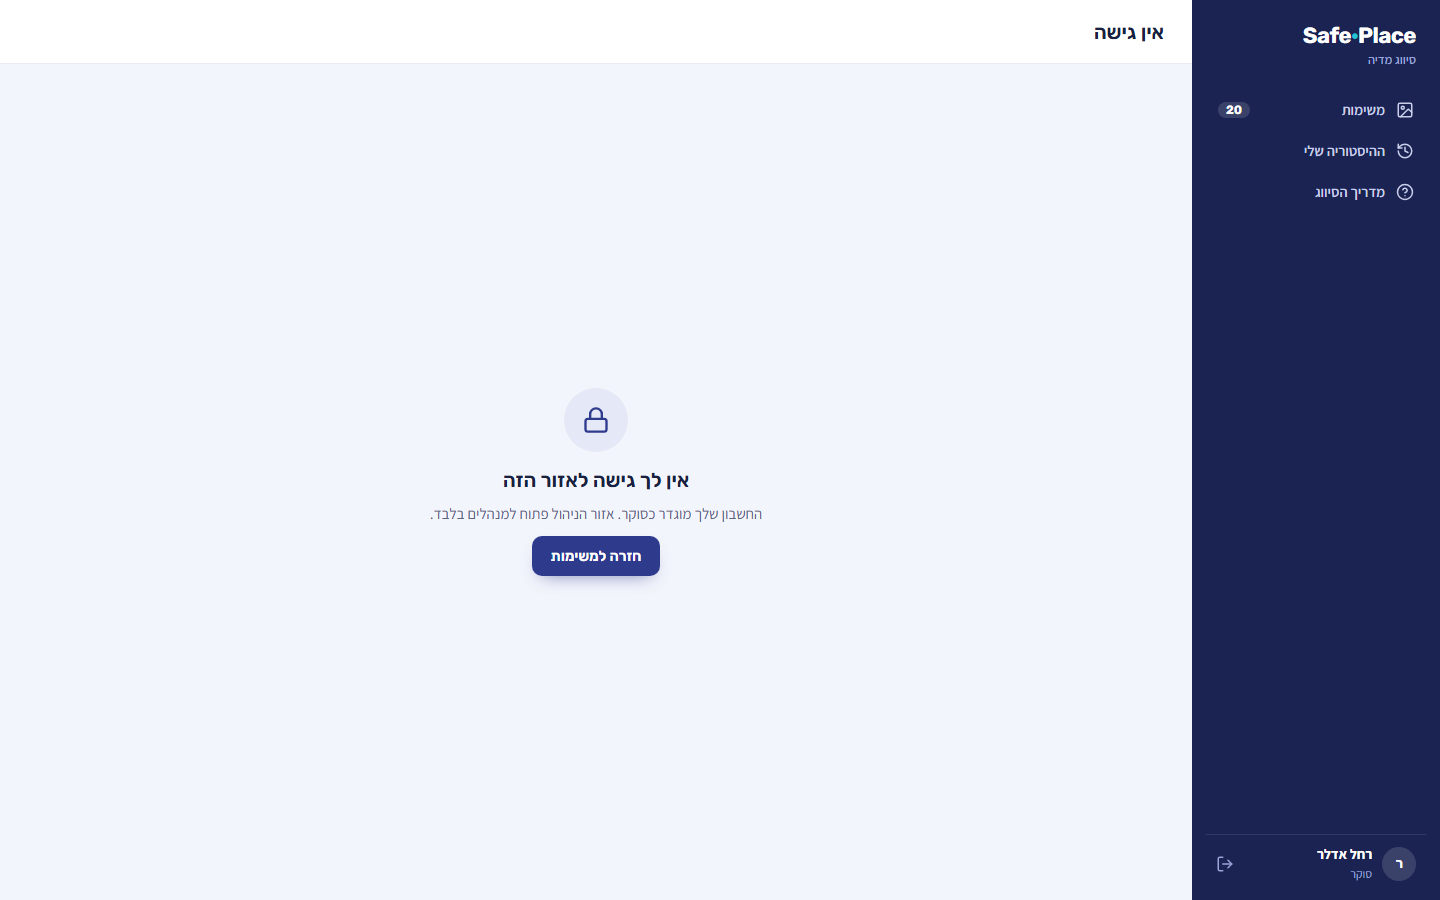 Safe•Place
סיווג מדיה
משימות 20
ההיסטוריה שלי
מדריך הסיווג
רחל אדלר
ר
סוקר
אין גישה
אין לך גישה לאזור הזה
החשבון שלך מוגדר כסוקר. אזור הניהול פתוח למנהלים בלבד.
חזרה למשימות